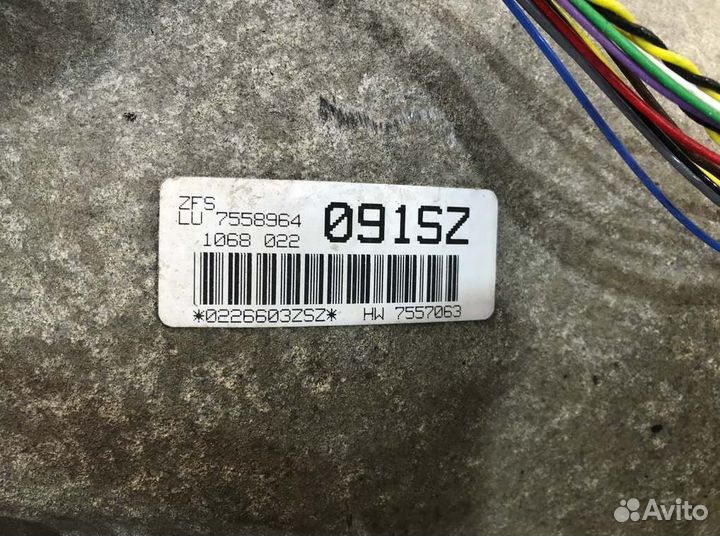 ZFS
LU 7558964
1068 022
091SZ
*0226603ZSZ* HW 7557063
Avito